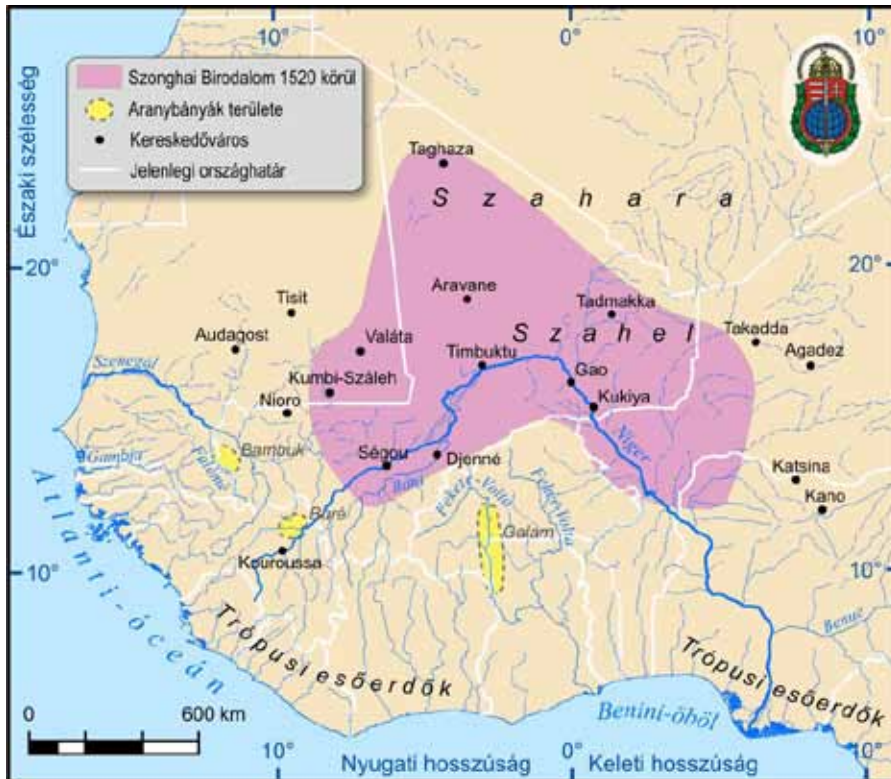 10°
0°
10°
Északi szélesség
Szonghai Birodalom 1520 körül
Aranybányák területe
Kereskedőváros
Jelenlegi országhatár
Taghaza
Szahara
20°
20°
Tisit
Aravane
Tadmakka
Audagost
Valáta
Szahel
Takadda
Timbuktu
Agadez
Szenegál
Kumbi-Száleh
Gao
Nioro
Kukiya
Niger
Gambia
Falémé
Bambuk
Ségou
Djenné
Bani
Katsina
Kano
Fekete-Volta
Fehér-Volta
Buré
Galam
Kouroussa
10°
10°
Atlanti-óceán
Trópusi esőerdők
Benue
Trópusi esőerdők
Benini-öböl
0
600 km
10°
Nyugati hosszúság
0°
Keleti hosszúság
10°